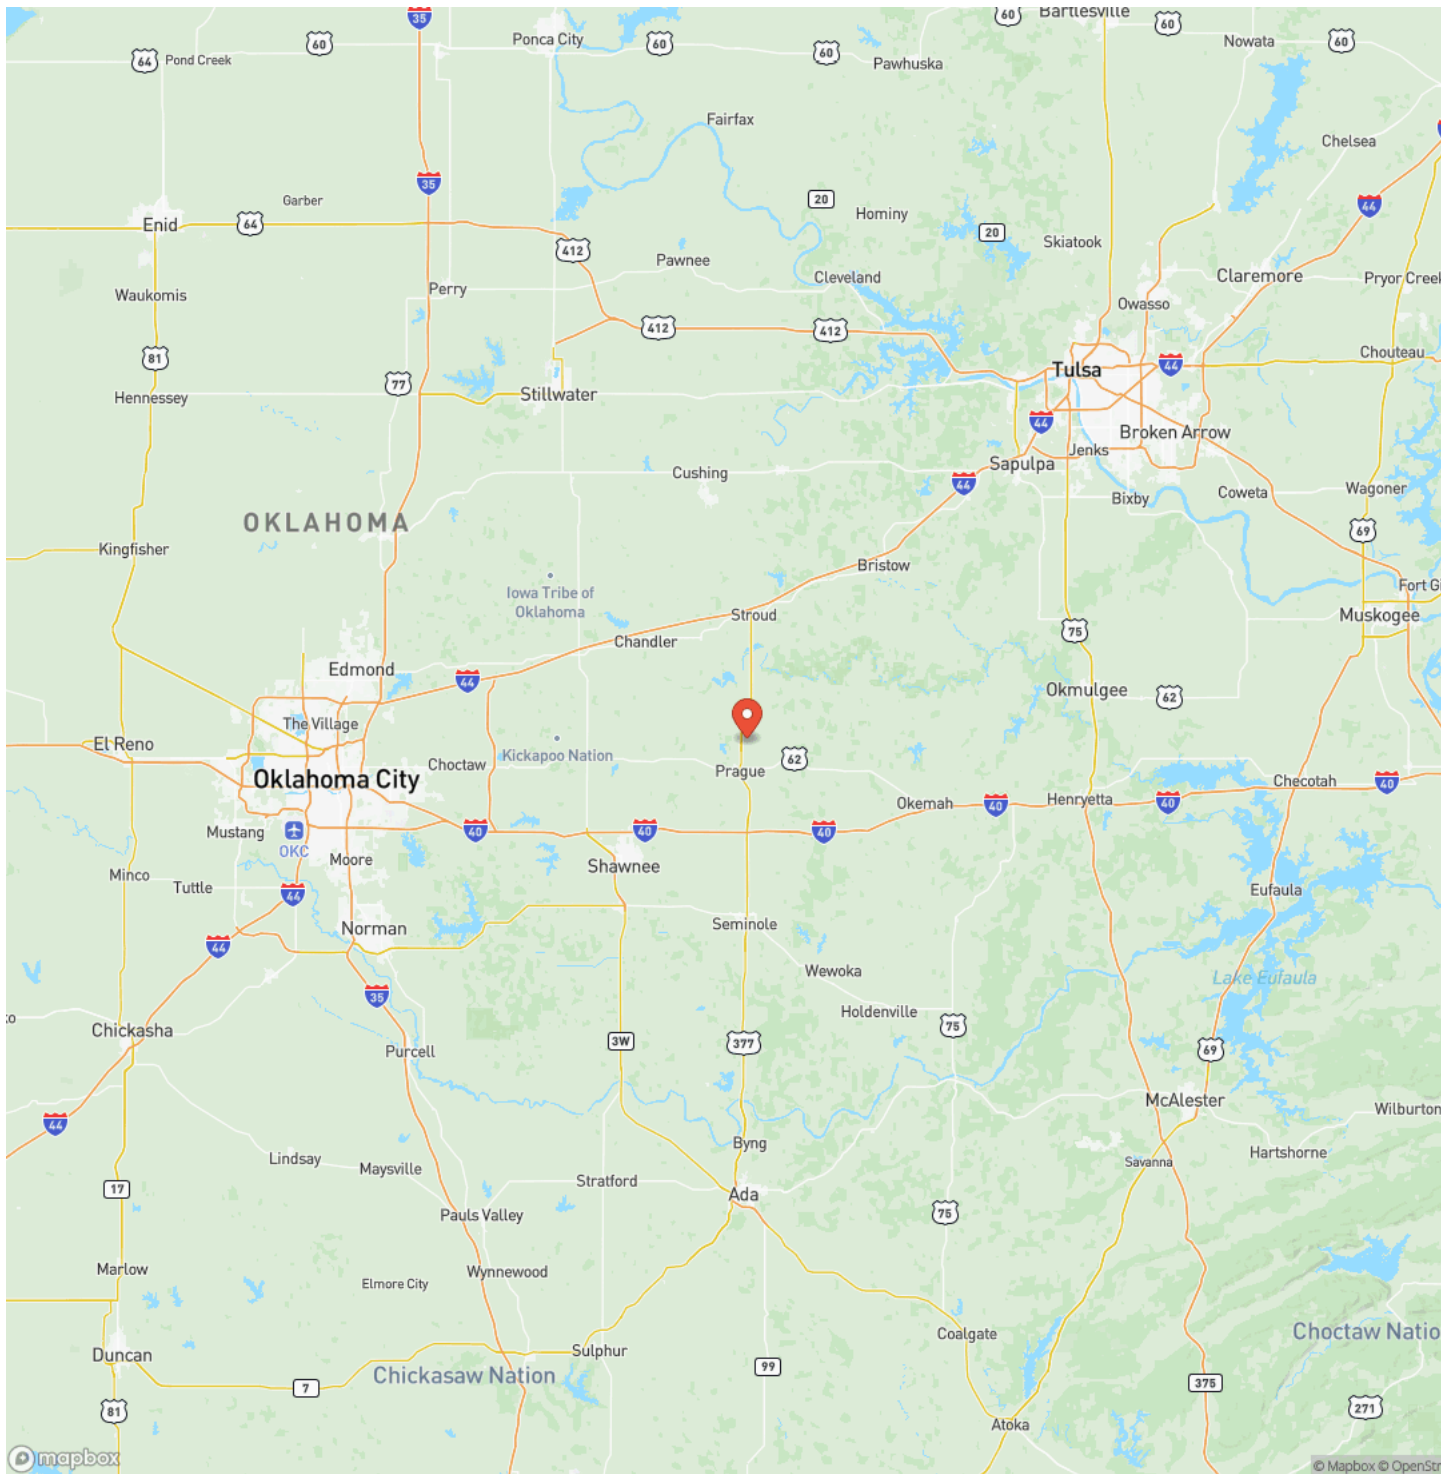 35
60
Bartlesville
60
Ponca City
60
60
60
Nowata
64
Pond Creek
Pawhuska
Fairfax
Chelsea
35
20
44
Garber
Hominy
Enid
64
20
Skiatook
412
Pawnee
Cleveland
Claremore
Pryor Creek
Perry
Waukomis
Owasso
412
412
81
Chouteau
44
Tulsa
77
Stillwater
Hennessey
44
Broken Arrow
Jenks
Sapulpa
Cushing
44
Bixby
Coweta
Wagoner
OKLAHOMA
69
Kingfisher
Bristow
Iowa Tribe of
Oklahoma
Fort Gi
Stroud
Muskogee
75
Chandler
Edmond
44
Okmulgee
62
The Village
El Reno
Kickapoo Nation
62
Choctaw
Prague
Oklahoma City
Checotah
40
Okemah
40
Henryetta
40
Mustang
40
40
40
OKC
Moore
Shawnee
Minco
Tuttle
44
Eufaula
Norman
Seminole
44
Wewoka
Lake Eufaula
35
Holdenville
ko
Chickasha
75
3W
377
69
Purcell
McAlester
Wilburton
44
Byng
Hartshorne
Lindsay
Maysville
Savanna
17
Stratford
Ada
Pauls Valley
75
Marlow
Wynnewood
Elmore City
Coalgate
Choctaw Natio
Duncan
Sulphur
99
Chickasaw Nation
7
375
81
271
Atoka
mapbox
© Mapbox © OpenStr